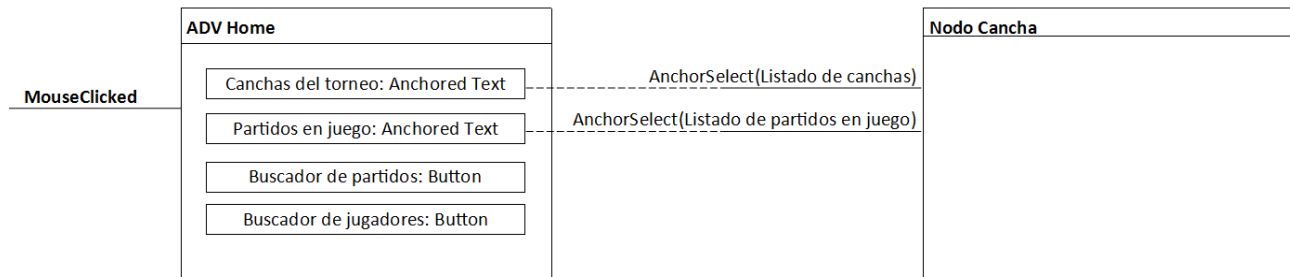 ADV Home
Nodo Cancha
Canchas del torneo: Anchored Text
AnchorSelect(Listado de canchas)
MouseClicked
Partidos en juego: Anchored Text
AnchorSelect(Listado de partidos en juego)
Buscador de partidos: Button
Buscador de jugadores: Button